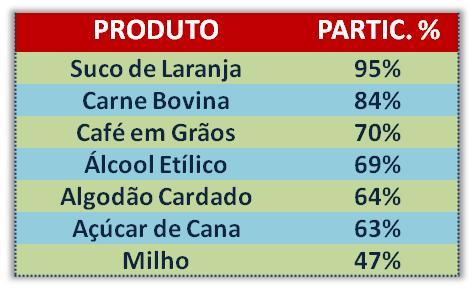 PRODUTO PARTIC. %
Suco de Laranja 95%
Carne Bovina 84%
Café em Grãos 70%
Álcool Etílico 69%
Algodão Cardado 64%
Açúcar de Cana 63%
Milho 47%